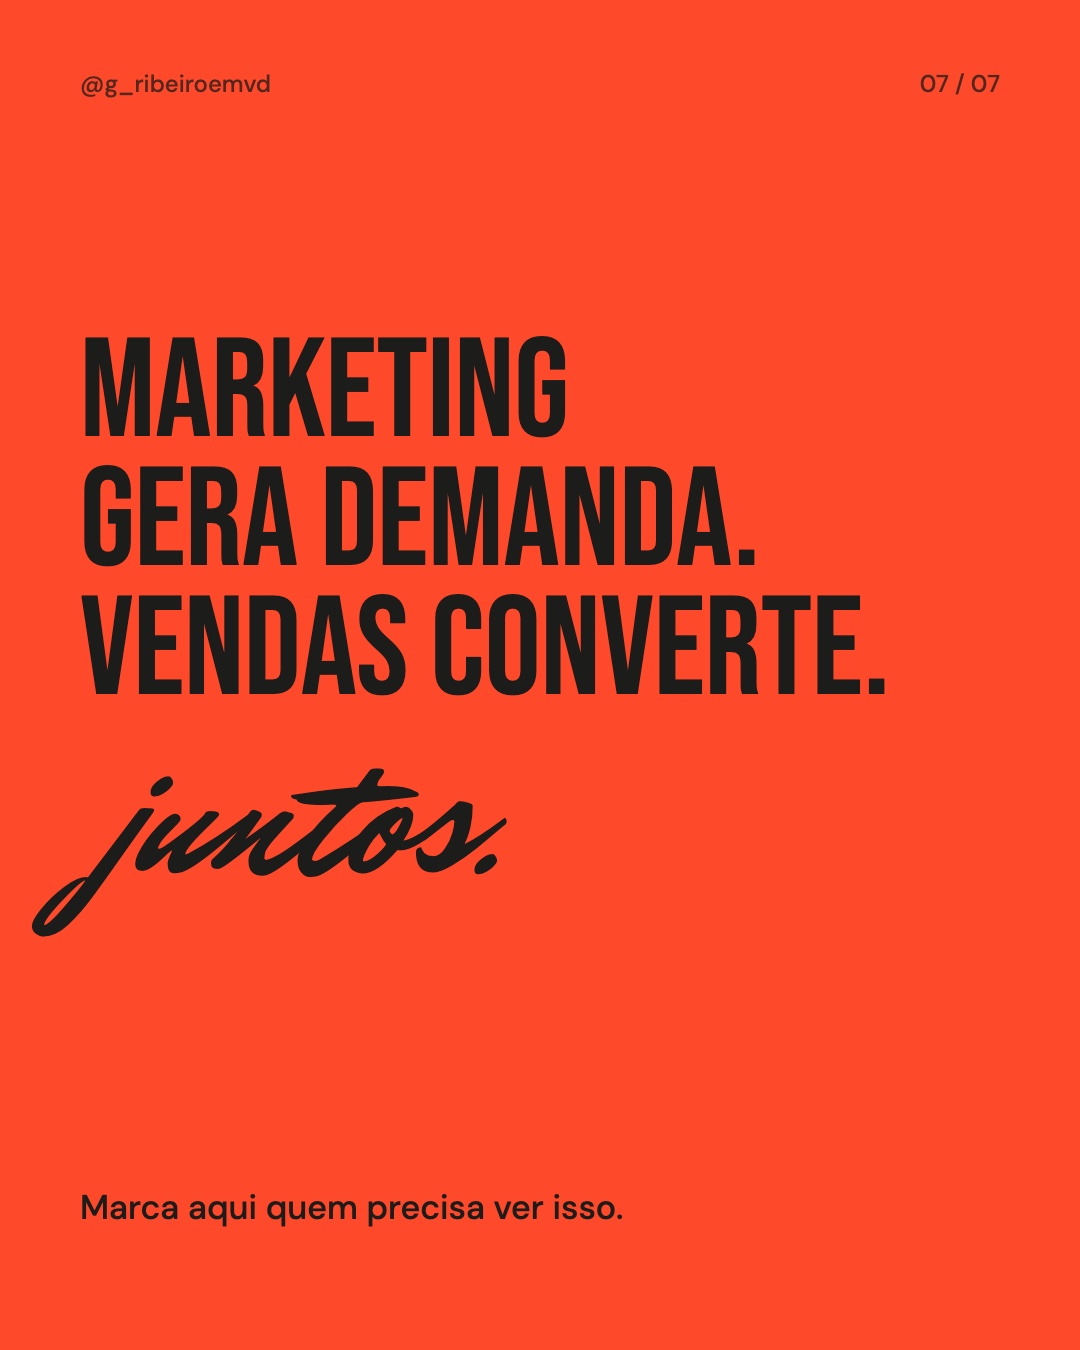 @g_ribeiroemvd
07 / 07
MARKETING
GERA DEMANDA.
VENDAS CONVERTE.
juntos.
Marca aqui quem precisa ver isso.